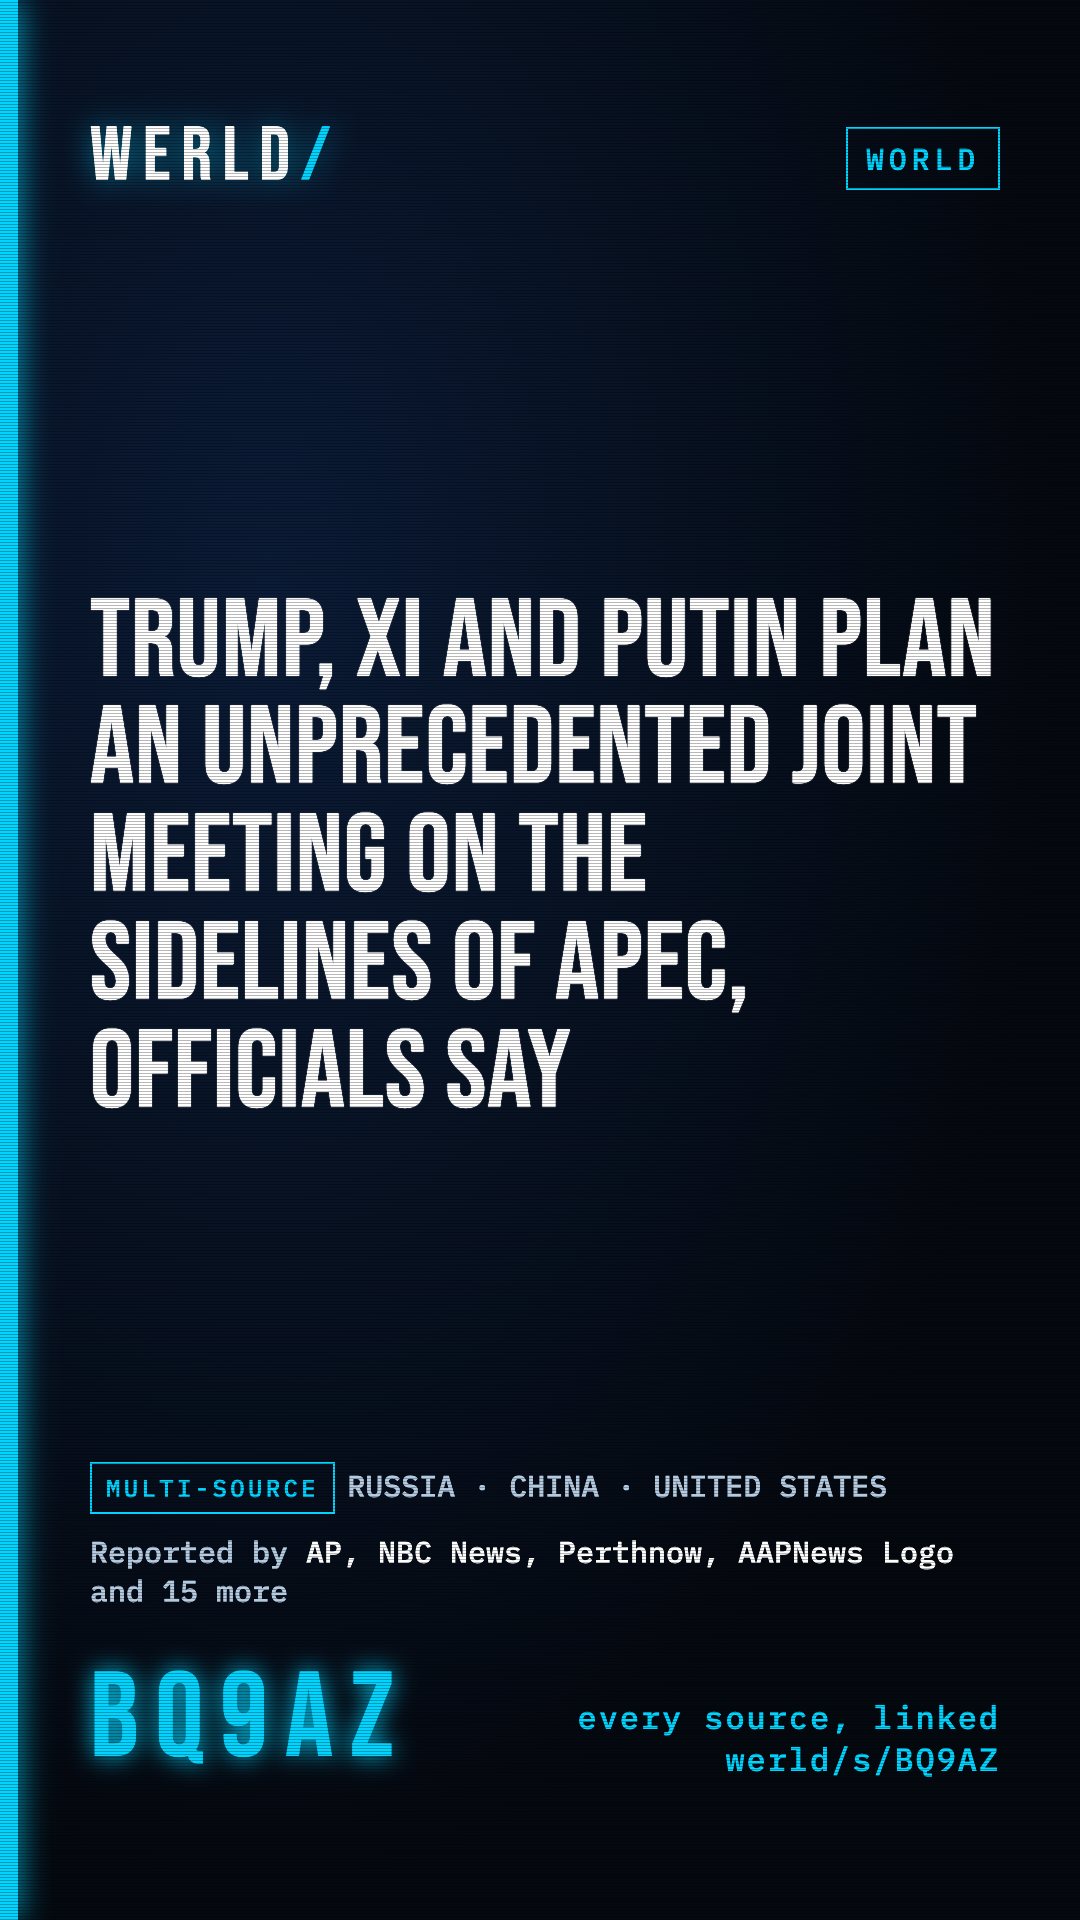 WERLD/
WORLD
TRUMP, XI AND PUTIN PLAN
AN UNPRECEDENTED JOINT
MEETING ON THE
SIDELINES OF APEC,
OFFICIALS SAY
MULTI-SOURCE RUSSIA · CHINA · UNITED STATES
Reported by AP, NBC News, Perthnow, AAPNews Logo
and 15 more
BQ9AZ
every source, linked
werld/s/BQ9AZ